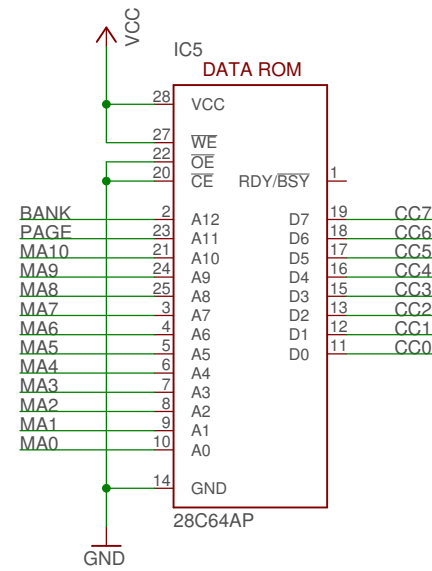 VCC
IC5
DATA ROM
28 VCC
27 WE
22 OE
20 CE RDY/BSY 1
BANK 2 A12 D7 19 CC7
PAGE 23 A11 D6 18 CC6
MA10 21 A10 D5 17 CC5
MA9 24 A9 D4 16 CC4
MA8 25 A8 D3 15 CC3
MA7 3 A7 D2 13 CC2
MA6 4 A6 D1 12 CC1
MA5 5 A5 D0 11 CC0
MA4 6 A4
MA3 7 A3
MA2 8 A2
MA1 9 A1
MA0 10 A0
14 GND
28C64AP
GND